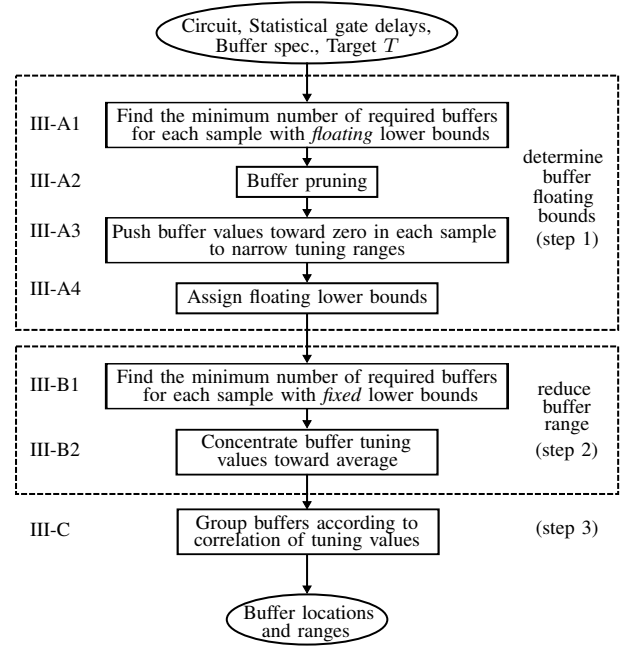 Circuit, Statistical gate delays,
Buffer spec., Target T
III-A1
Find the minimum number of required buffers
for each sample with floating lower bounds
III-A2
Buffer pruning
III-A3
Push buffer values toward zero in each sample
to narrow tuning ranges
III-A4
Assign floating lower bounds
determine
buffer
floating
bounds
(step 1)
III-B1
Find the minimum number of required buffers
for each sample with fixed lower bounds
III-B2
Concentrate buffer tuning
values toward average
reduce
buffer
range
(step 2)
III-C
Group buffers according to
correlation of tuning values
(step 3)
Buffer locations
and ranges